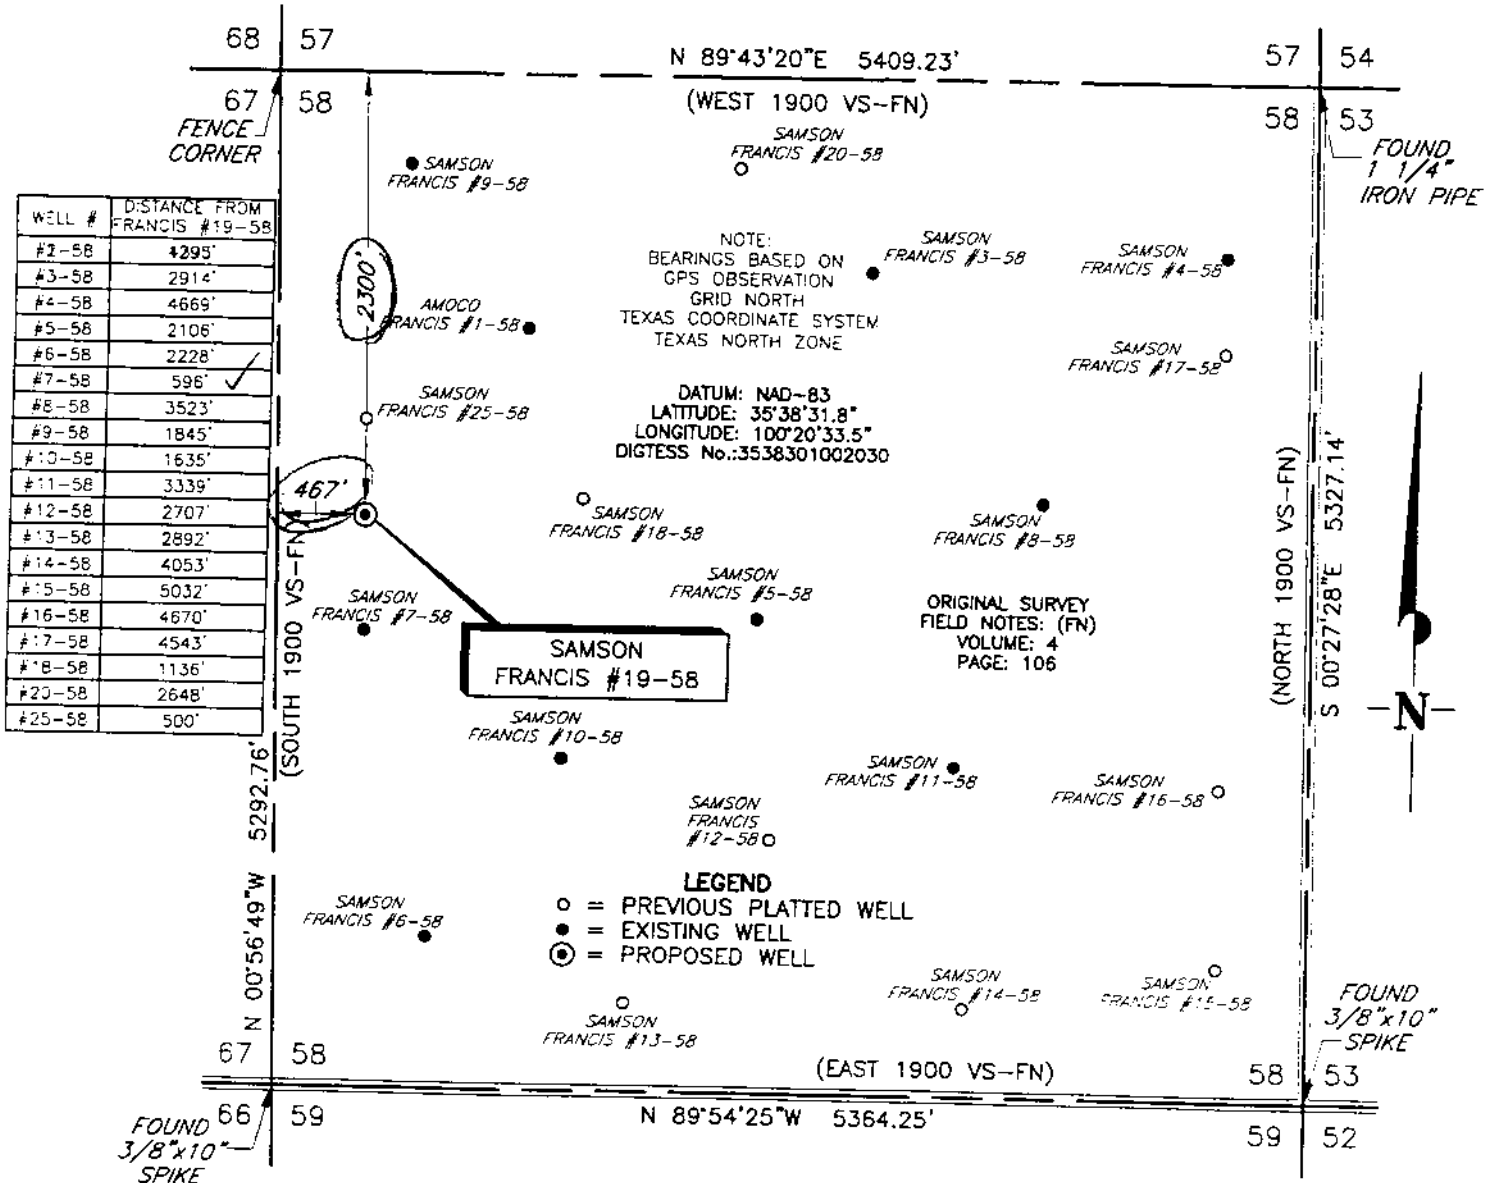 68 57
N 89°43'20"E 5409.23'
57 54
67 58
(WEST 1900 VS-FN)
58 53
FENCE
CORNER
FOUND
1 1/4"
IRON PIPE
SAMSON
FRANCIS #9-58
SAMSON
FRANCIS #20-58
WELL # DISTANCE FROM
FRANCIS #19-58
#2-58 4295'
#3-58 2914'
#4-58 4669'
#5-58 2106'
#6-58 2228'
#7-58 596'
#8-58 3523'
#9-58 1845'
#10-58 1635'
#11-58 3339'
#12-58 2707'
#13-58 2892'
#14-58 4053'
#15-58 5032'
#16-58 4670'
#17-58 4543'
#18-58 1136'
#20-58 2648'
#25-58 500'
2300'
NOTE:
BEARINGS BASED ON
GPS OBSERVATION
GRID NORTH
TEXAS COORDINATE SYSTEM
TEXAS NORTH ZONE
SAMSON
FRANCIS #3-58
SAMSON
FRANCIS #4-58
AMOCO
FRANCIS #1-58
SAMSON
FRANCIS #17-58
SAMSON
FRANCIS #25-58
DATUM: NAD-83
LATITUDE: 35°38'31.8"
LONGITUDE: 100°20'33.5"
DIGTESS No.:3538301002030
467'
SAMSON
FRANCIS #18-58
SAMSON
FRANCIS #8-58
SAMSON
FRANCIS #7-58
SAMSON
FRANCIS #5-58
ORIGINAL SURVEY
FIELD NOTES: (FN)
VOLUME: 4
PAGE: 106
SAMSON
FRANCIS #19-58
(SOUTH 1900 VS-FN)
N 00°56'49"W 5292.76'
(NORTH 1900 VS-FN)
S 00°27'28"E 5327.14'
N
SAMSON
FRANCIS #10-58
SAMSON
FRANCIS #11-58
SAMSON
FRANCIS #16-58
SAMSON
FRANCIS
#12-58
LEGEND
= PREVIOUS PLATTED WELL
= EXISTING WELL
= PROPOSED WELL
SAMSON
FRANCIS #6-58
SAMSON
FRANCIS #13-58
SAMSON
FRANCIS #14-58
SAMSON
FRANCIS #15-58
FOUND
3/8"x10"
SPIKE
67 58
(EAST 1900 VS-FN)
58 53
66 59
N 89°54'25"W 5364.25'
59 52
FOUND
3/8"x10"
SPIKE